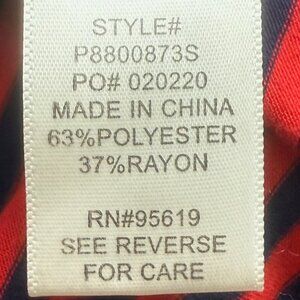 STYLE#
P8800873S
PO# 020220
MADE IN CHINA
63%POLYESTER
37%RAYON
RN#95619
SEE REVERSE
FOR CARE